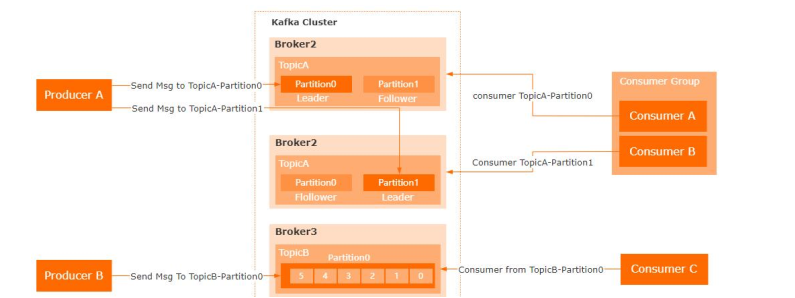 Kafka Cluster
Broker2
TopicA
Partition0 Partition1
Leader Follower
Producer A
Send Msg to TopicA-Partition0
Send Msg to TopicA-Partition1
consumer TopicA-Partition0
Consumer Group
Consumer A
Consumer B
Broker2
TopicA
Partition0 Partition1
Flollower Leader
Consumer TopicA-Partition1
Broker3
TopicB
Partition0
5 4 3 2 1 0
Producer B
Send Msg To TopicB-Partition0
Consumer from TopicB-Partition0
Consumer C